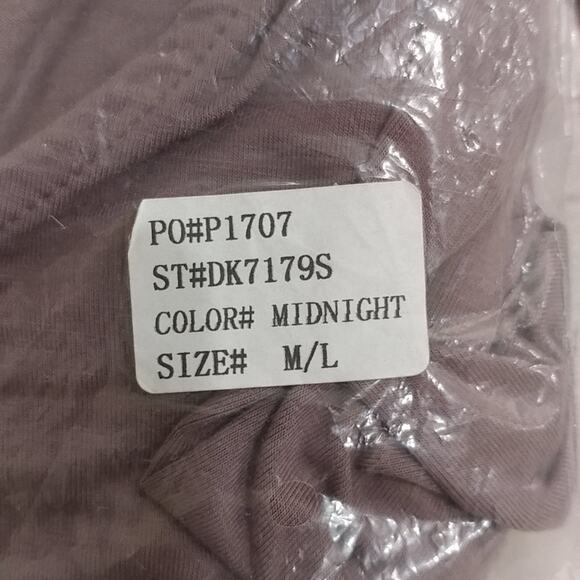 PO#P1707
ST#DK7179S
COLOR# MIDNIGHT
SIZE# M/L